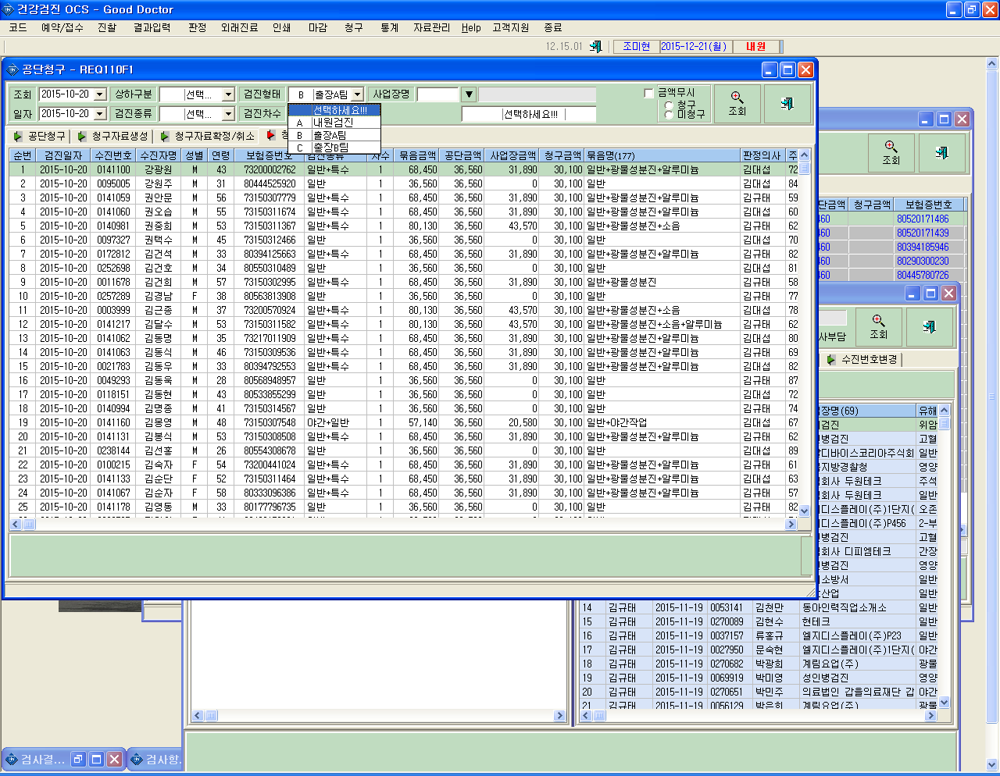 건강검진 OCS - Good Doctor
코드 예약/접수 진찰 결과입력 판정 외래진료 인쇄 마감 청구 통계 자료관리 Help 고객지원 종료
12.15.01 조미현 2015-12-21(월) 내원
공단청구 - REQ110F1
조회 2015-10-20 상하구분 선택... 검진형태 B 출장A팀 사업장명 금액무시
일자 2015-10-20 검진종류 선택... 검진차수 선택하세요!!! 청구 미청구 조회
선택하세요!!!
A 내원검진
B 출장A팀
C 출장B팀
공단청구 청구자료생성 청구자료확정/취소
순번 검진일자 수진번호 수진자명 성별 연령 보험증번호 검진종류 차수 묶음금액 공단금액 사업장금액 청구금액 묶음명(177) 판정의사 주
1 2015-10-20 0141100 강광원 M 43 73200002762 일반+특수 1 68,450 36,560 31,890 30,100 일반+광물성분진+알루미늄 김대섭 72
2 2015-10-20 0095005 강원주 M 31 80444525920 일반 1 36,560 36,560 0 30,100 일반 김대섭 84
3 2015-10-20 0141059 권안문 M 56 73150307779 일반+특수 1 68,450 36,560 31,890 30,100 일반+광물성분진+알루미늄 김규태 59
4 2015-10-20 0141060 권오습 M 55 73150311674 일반+특수 1 68,450 36,560 31,890 30,100 일반+광물성분진+알루미늄 김대섭 60
5 2015-10-20 0140981 권중희 M 53 73150311367 일반+특수 1 80,130 36,560 43,570 30,100 일반+광물성분진+소음 김규태 62
6 2015-10-20 0097327 권택수 M 45 73150312466 일반 1 36,560 36,560 0 30,100 일반 김대섭 70
7 2015-10-20 0172812 김건석 M 33 80394125663 일반+특수 1 68,450 36,560 31,890 30,100 일반+광물성분진+알루미늄 김규태 82
8 2015-10-20 0252698 김건호 M 34 80550310489 일반 1 36,560 36,560 0 30,100 일반 김대섭 81
9 2015-10-20 0011678 김건희 M 57 73150302995 일반+특수 1 68,450 36,560 31,890 30,100 일반+광물성분진 김규태 58
10 2015-10-20 0257289 김경남 F 38 80563813908 일반 1 36,560 36,560 0 30,100 일반 김규태 77
11 2015-10-20 0003999 김근종 M 37 73200570924 일반+특수 1 80,130 36,560 43,570 30,100 일반+광물성분진+소음 김대섭 78
12 2015-10-20 0141217 김달수 M 53 73150311582 일반+특수 1 80,130 36,560 43,570 30,100 일반+광물성분진+소음+알루미늄 김규태 62
13 2015-10-20 0141062 김동명 M 35 73217011909 일반+특수 1 68,450 36,560 31,890 30,100 일반+광물성분진+알루미늄 김대섭 80
14 2015-10-20 0141063 김동식 M 46 73150309536 일반+특수 1 68,450 36,560 31,890 30,100 일반+광물성분진+알루미늄 김규태 69
15 2015-10-20 0021783 김동우 M 33 80394792553 일반+특수 1 68,450 36,560 31,890 30,100 일반+광물성분진+알루미늄 김대섭 82
16 2015-10-20 0049293 김동욱 M 28 80568948957 일반 1 36,560 36,560 0 30,100 일반 김규태 87
17 2015-10-20 0118151 김동현 M 43 80533855299 일반 1 36,560 36,560 0 30,100 일반 김대섭 72
18 2015-10-20 0140994 김명종 M 41 73150314567 일반 1 36,560 36,560 0 30,100 일반 김규태 74
19 2015-10-20 0141160 김몽영 M 48 73150307548 야간+일반 1 57,140 36,560 20,580 30,100 일반+야간작업 김대섭 67
20 2015-10-20 0141131 김봉식 M 53 73150308508 일반+특수 1 68,450 36,560 31,890 30,100 일반+광물성분진+알루미늄 김규태 62
21 2015-10-20 0238144 김선홍 M 26 80554308678 일반 1 36,560 36,560 0 30,100 일반 김대섭 89
22 2015-10-20 0100215 김숙자 F 54 73200441024 일반+특수 1 68,450 36,560 31,890 30,100 일반+광물성분진+알루미늄 김규태 61
23 2015-10-20 0141133 김순단 F 52 73150311464 일반+특수 1 68,450 36,560 31,890 30,100 일반+광물성분진+알루미늄 김대섭 63
24 2015-10-20 0141067 김순자 F 58 80333096386 일반+특수 1 68,450 36,560 31,890 30,100 일반+광물성분진+알루미늄 김규태 57
25 2015-10-20 0141178 김영동 M 33 80177796735 일반 1 36,560 36,560 0 30,100 일반 김규태 82
조회
단금액 청구금액 보험증번호
460 80520171486
460 80520171439
460 80394185946
460 80290300230
460 80445780726
사부담 조회
수진번호변경
장명(69) 유해
검진 위암
병검진 고혈
디바이스코리아주식회 일반
지방경찰청 영양
회사 두원테크 주석
회사 두원테크 일반
디스플레이(주)1단지( 오존
디스플레이(주)P456 2-부
병검진 고혈
회사 디피엠테크 간장
병검진 영양
소방서 일반
산업 일반
14 김규태 2015-11-19 0053141 김천만 동아인력직업소개소 일반
15 김규태 2015-11-19 0270089 김현수 현테크 일반
16 김규태 2015-11-19 0037157 류홍규 엘지디스플레이(주)P23 일반
17 김규태 2015-11-19 0027950 문숙현 엘지디스플레이(주)1단지( 야간
18 김규태 2015-11-19 0270682 박광희 계림요업(주) 광물
19 김규태 2015-11-19 0069919 박미영 성인병검진 영양
20 김규태 2015-11-19 0270651 박민주 의료법인 갑을의료재단 갑 야간
21 김규태 2015-11-19 0056129 박은희 계림요업(주) 광물
검사결... 검사항.